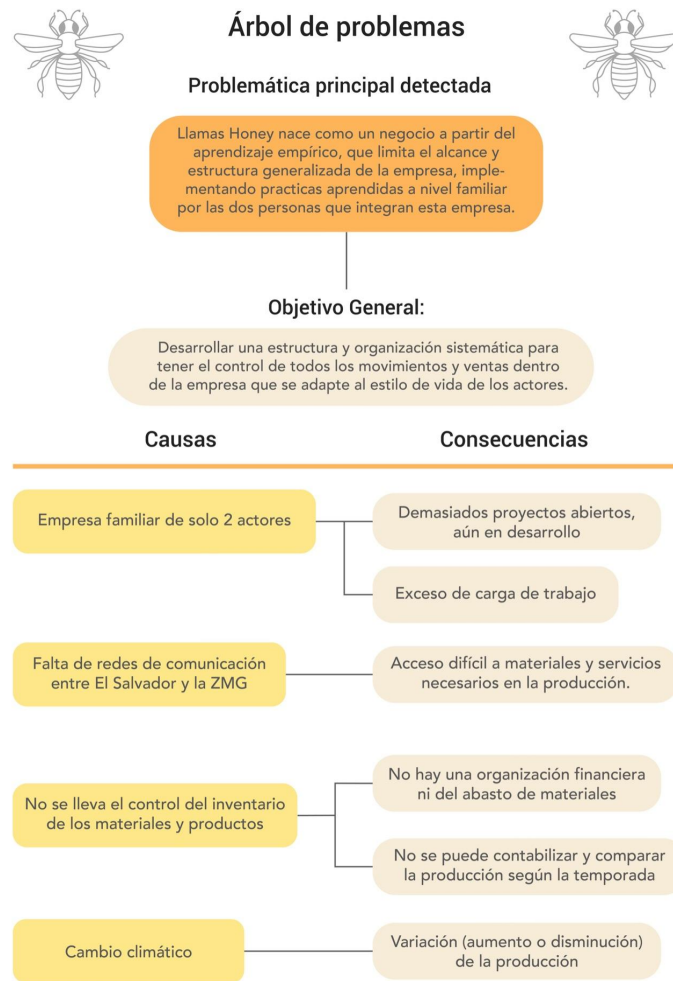 Árbol de problemas
Problemática principal detectada
Llamas Honey nace como un negocio a partir del
aprendizaje empírico, que limita el alcance y
estructura generalizada de la empresa, imple-
mentando practicas aprendidas a nivel familiar
por las dos personas que integran esta empresa.
Objetivo General:
Desarrollar una estructura y organización sistemática para
tener el control de todos los movimientos y ventas dentro
de la empresa que se adapte al estilo de vida de los actores.
Causas
Consecuencias
Empresa familiar de solo 2 actores
Demasiados proyectos abiertos,
aún en desarrollo
Exceso de carga de trabajo
Falta de redes de comunicación
entre El Salvador y la ZMG
Acceso difícil a materiales y servicios
necesarios en la producción.
No se lleva el control del inventario
de los materiales y productos
No hay una organización financiera
ni del abasto de materiales
No se puede contabilizar y comparar
la producción según la temporada
Cambio climático
Variación (aumento o disminución)
de la producción